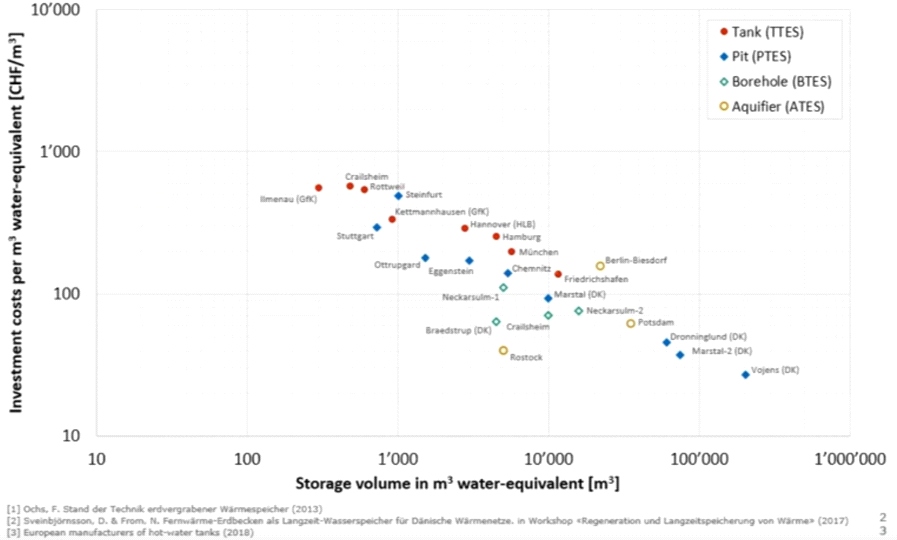 10’000
1’000
100
10
Investment costs per m³ water-equivalent [CHF/m³]
Tank (TTES)
Pit (PTES)
Borehole (BTES)
Aquifier (ATES)
Crailsheim
Rottweil
Ilmenau (GfK)
Steinfurt
Kettmannhausen (GfK)
Stuttgart
Hannover (HLB)
Hamburg
München
Ottrupgard
Eggenstein
Chemnitz
Berlin-Biesdorf
Friedrichshafen
Neckarsulm-1
Marstal (DK)
Neckarsulm-2
Braedstrup (DK)
Crailsheim
Potsdam
Rostock
Dronninglund (DK)
Marstal-2 (DK)
Vojens (DK)
10 100 1’000 10’000 100’000 1’000’000
Storage volume in m³ water-equivalent [m³]
[1] Ochs, F. Stand der Technik erdvergrabener Wärmespeicher (2013)
[2] Sveinbjörnsson, D. & From, N. Fernwärme-Erdbecken als Langzeit-Wasserspeicher für Dänische Wärmenetze. in Workshop «Regeneration und Langzeitspeicherung von Wärme» (2017)
2
[3] European manufacturers of hot-water tanks (2018)
3